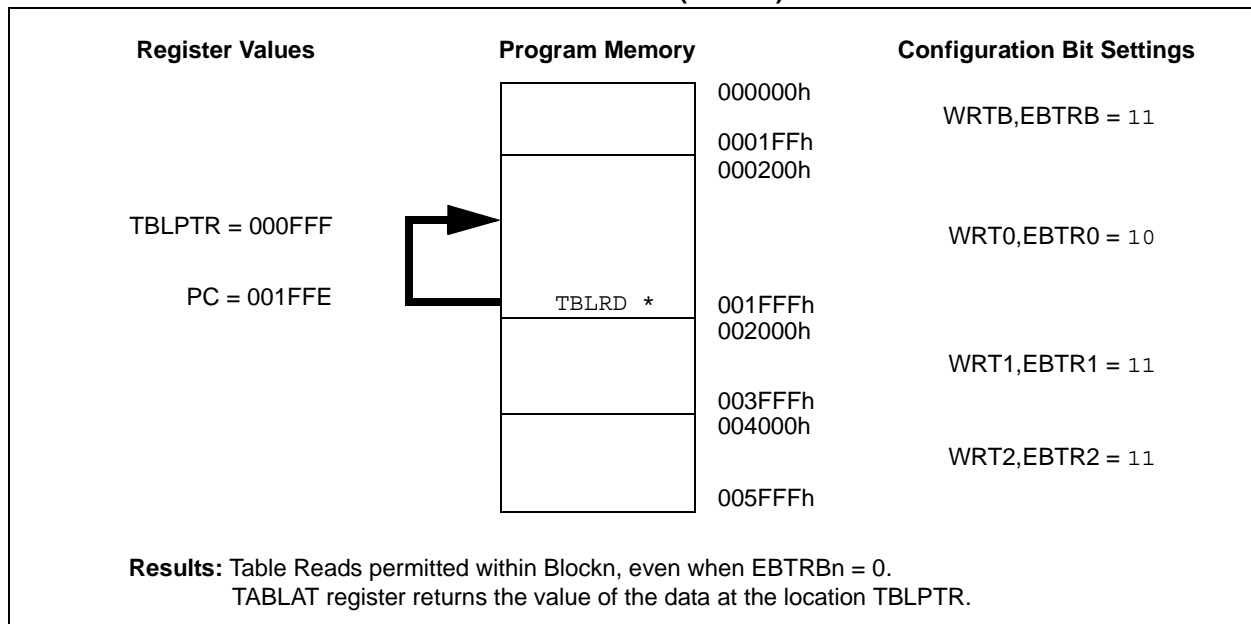 Register Values Program Memory Configuration Bit Settings
000000h
WRTB,EBTRB = 11
0001FFh
000200h
TBLPTR = 000FFF
WRT0,EBTR0 = 10
PC = 001FFE
TBLRD * 001FFFh
002000h
WRT1,EBTR1 = 11
003FFFh
004000h
WRT2,EBTR2 = 11
005FFFh
Results: Table Reads permitted within Blockn, even when EBTRBn = 0.
TABLAT register returns the value of the data at the location TBLPTR.